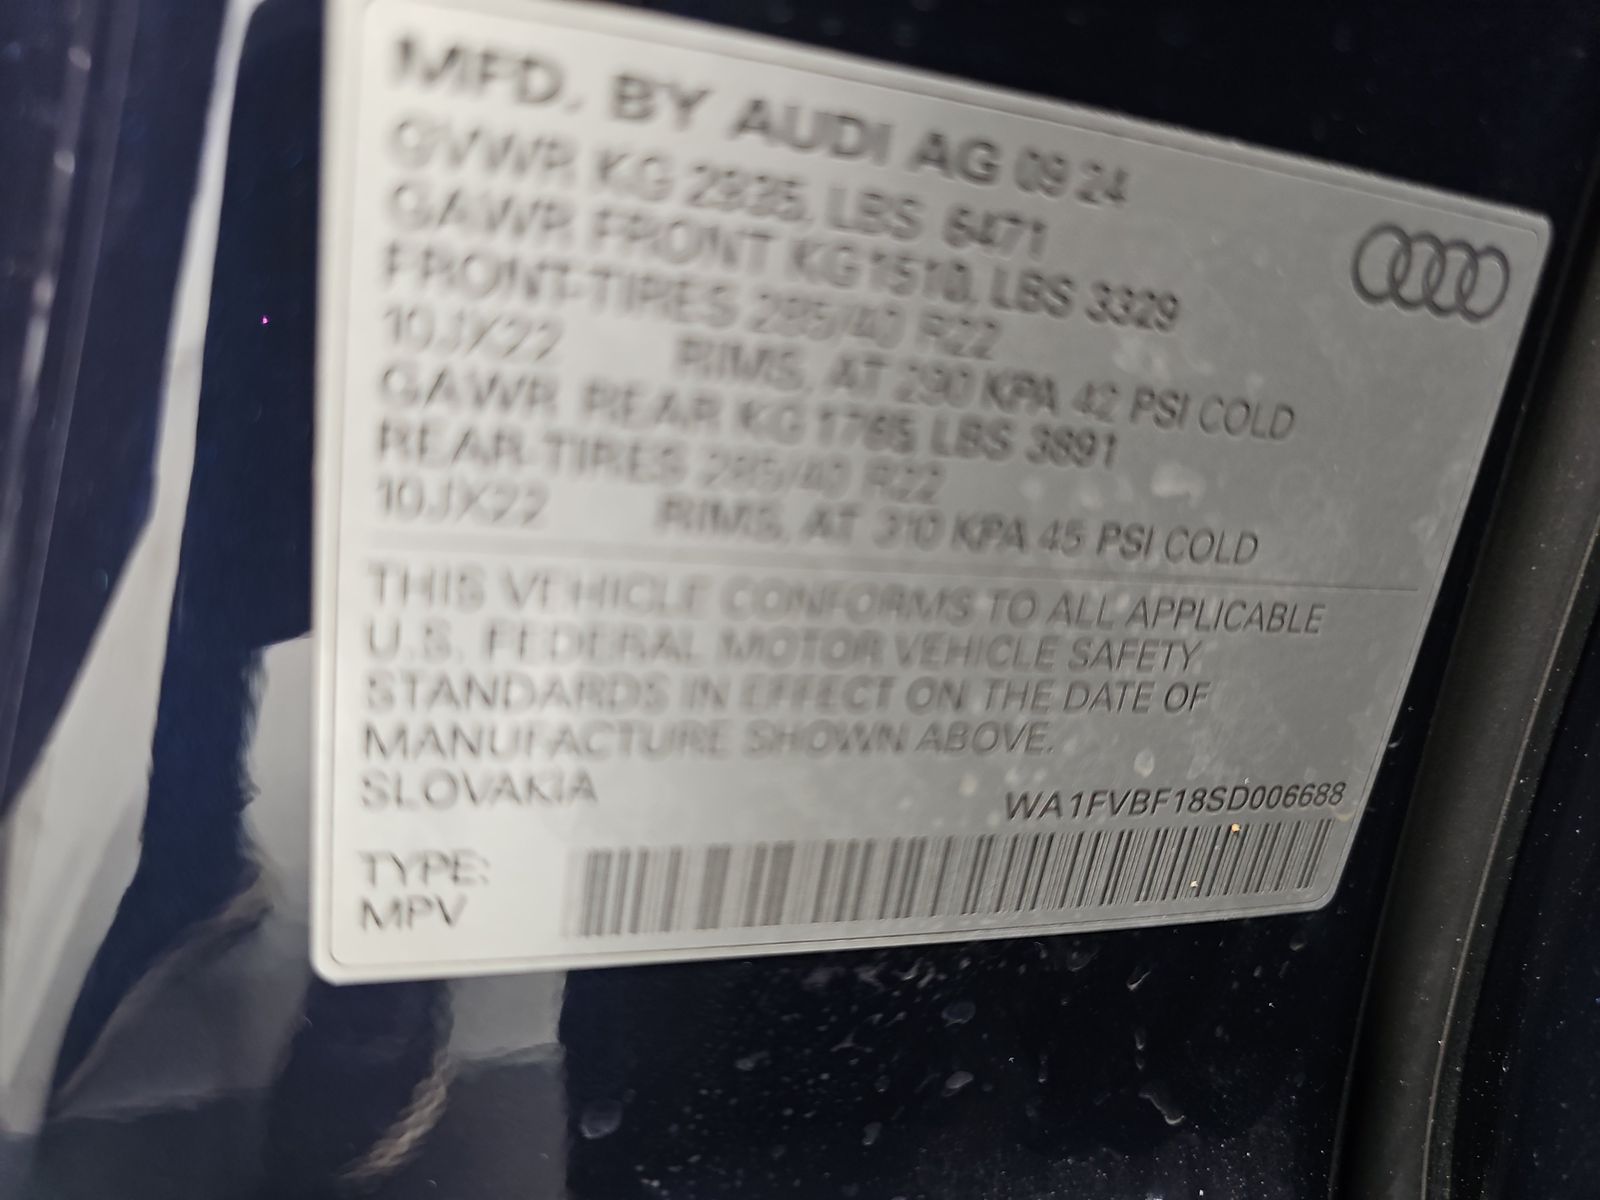 MFD. BY AUDI AG 09 24
GVWR. KG 2935, LBS 6471
GAWR. FRONT KG 1510, LBS 3329
FRONT-TIRES 285/40 R22
10JX22 RIMS, AT 290 KPA 42 PSI COLD
GAWR. REAR KG 1765, LBS 3891
REAR-TIRES 285/40 R22
10JX22 RIMS, AT 310 KPA 45 PSI COLD
THIS VEHICLE CONFORMS TO ALL APPLICABLE
U.S. FEDERAL MOTOR VEHICLE SAFETY
STANDARDS IN EFFECT ON THE DATE OF
MANUFACTURE SHOWN ABOVE.
SLOVAKIA
WA1FVBF18SD006688
TYPE:
MPV